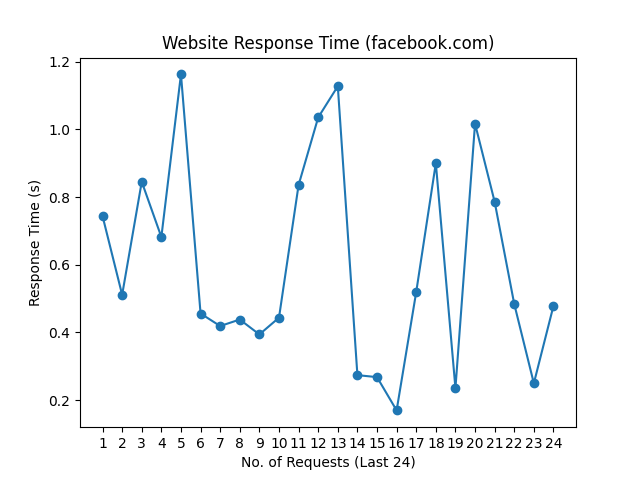 Website Response Time (facebook.com)
1.2
1.0
0.8
0.6
0.4
0.2
Response Time (s)
1 2 3 4 5 6 7 8 9 10 11 12 13 14 15 16 17 18 19 20 21 22 23 24
No. of Requests (Last 24)